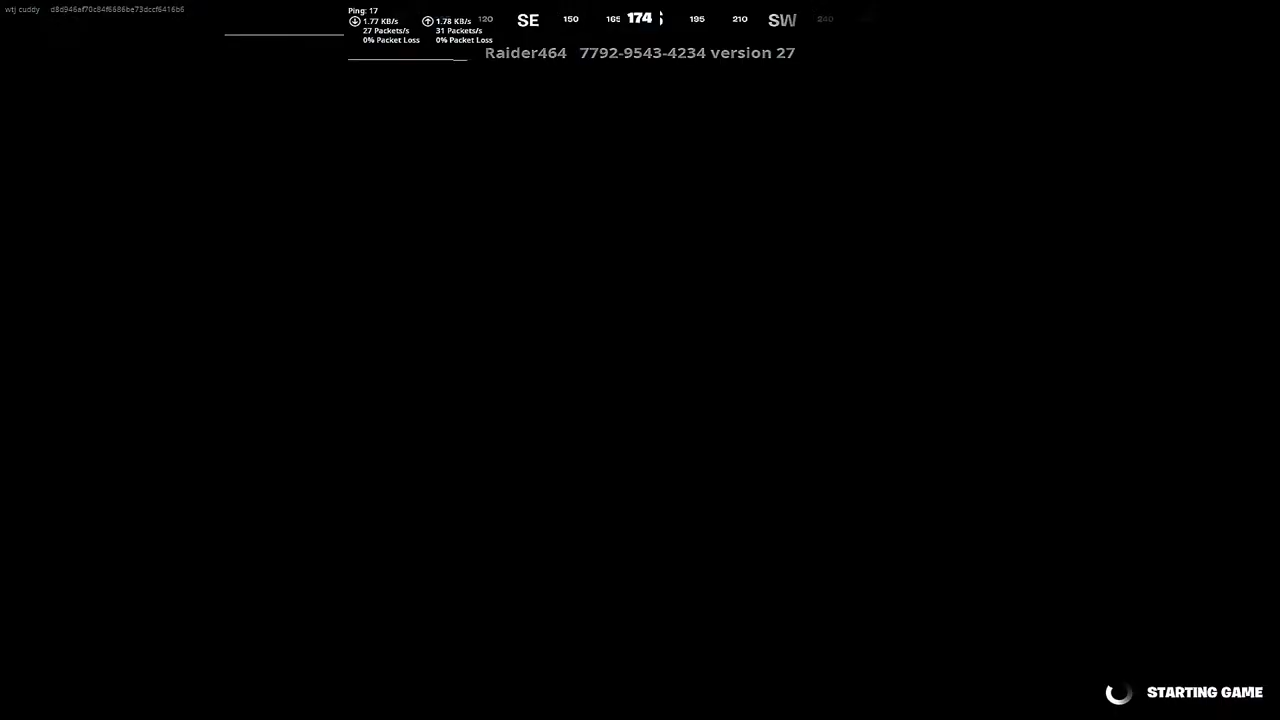 wtj cuddy d8d946af70c84f6686be73dccf6416b6
Ping: 17
1.77 KB/s 1.78 KB/s
27 Packets/s 31 Packets/s
0% Packet Loss 0% Packet Loss
120 SE 150 165 174 195 210 SW 240
Raider464 7792-9543-4234 version 27
STARTING GAME